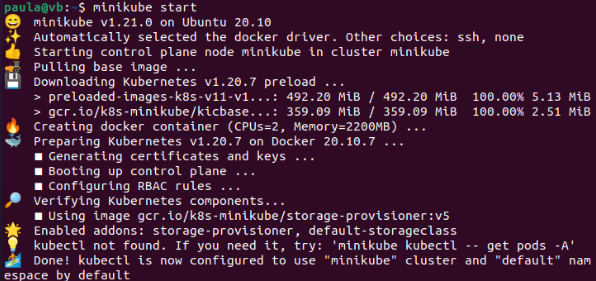 paula@vb:~$ minikube start
😄  minikube v1.21.0 on Ubuntu 20.10
✨  Automatically selected the docker driver. Other choices: ssh, none
👍  Starting control plane node minikube in cluster minikube
🚜  Pulling base image ...
💾  Downloading Kubernetes v1.20.7 preload ...
    > preloaded-images-k8s-v11-v1...: 492.20 MiB / 492.20 MiB  100.00% 5.13 MiB
    > gcr.io/k8s-minikube/kicbase...: 359.09 MiB / 359.09 MiB  100.00% 2.51 MiB
🔥  Creating docker container (CPUs=2, Memory=2200MB) ...
🐳  Preparing Kubernetes v1.20.7 on Docker 20.10.7 ...
    ▪ Generating certificates and keys ...
    ▪ Booting up control plane ...
    ▪ Configuring RBAC rules ...
🔎  Verifying Kubernetes components...
    ▪ Using image gcr.io/k8s-minikube/storage-provisioner:v5
🌟  Enabled addons: storage-provisioner, default-storageclass
💡  kubectl not found. If you need it, try: 'minikube kubectl -- get pods -A'
🏄  Done! kubectl is now configured to use "minikube" cluster and "default" nam
espace by default